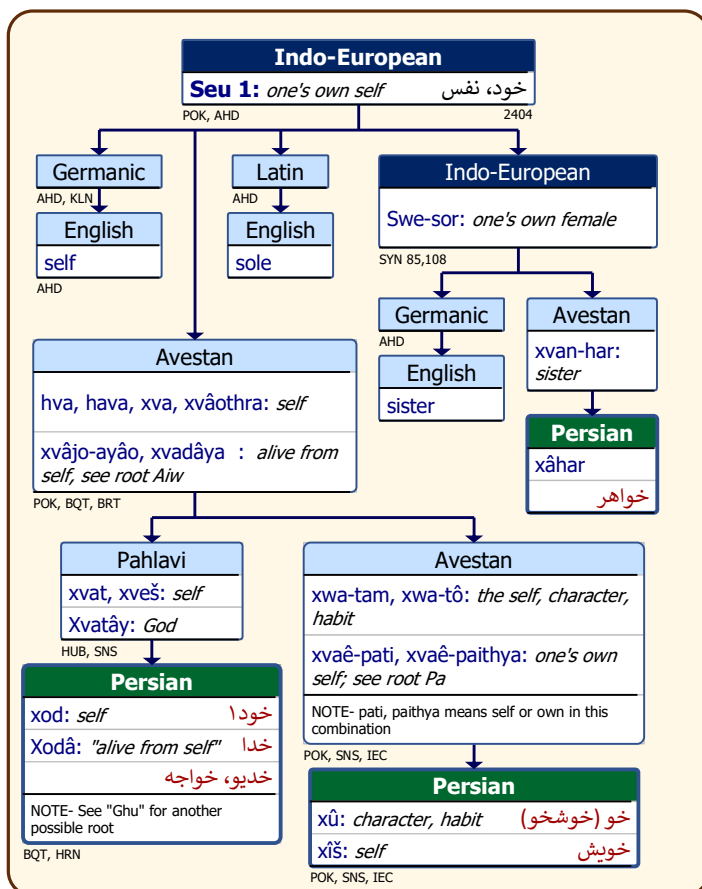 Indo-European
Seu 1: one's own self خود، نفس
POK, AHD 2404
Germanic
AHD, KLN
English
self
AHD
Latin
AHD
English
sole
Indo-European
Swe-sor: one's own female
SYN 85,108
Germanic
AHD
English
sister
Avestan
xvan-har:
sister
Persian
xâhar
خواهر
Avestan
hva, hava, xva, xvâothra: self
xvâjo-ayâo, xvadâya : alive from
self, see root Aiw
POK, BQT, BRT
Pahlavi
xvat, xveš: self
Xvatây: God
HUB, SNS
Persian
xod: self خود۱
Xodâ: "alive from self" خدا
خدیو، خواجه
NOTE- See "Ghu" for another
possible root
BQT, HRN
Avestan
xwa-tam, xwa-tô: the self, character,
habit
xvaê-pati, xvaê-paithya: one's own
self; see root Pa
NOTE- pati, paithya means self or own in this
combination
POK, SNS, IEC
Persian
xû: character, habit خو (خوشخو)
xîš: self خویش
POK, SNS, IEC